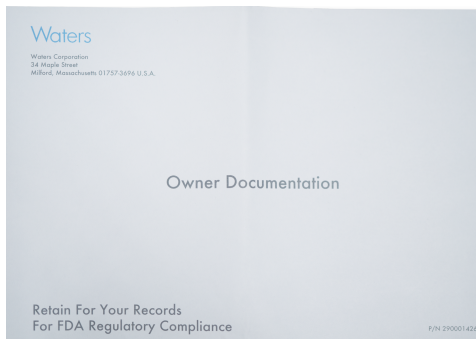 Waters
Waters Corporation
34 Maple Street
Milford, Massachusetts 01757-3696 U.S.A.
Owner Documentation
Retain For Your Records
For FDA Regulatory Compliance
P/N 290001426